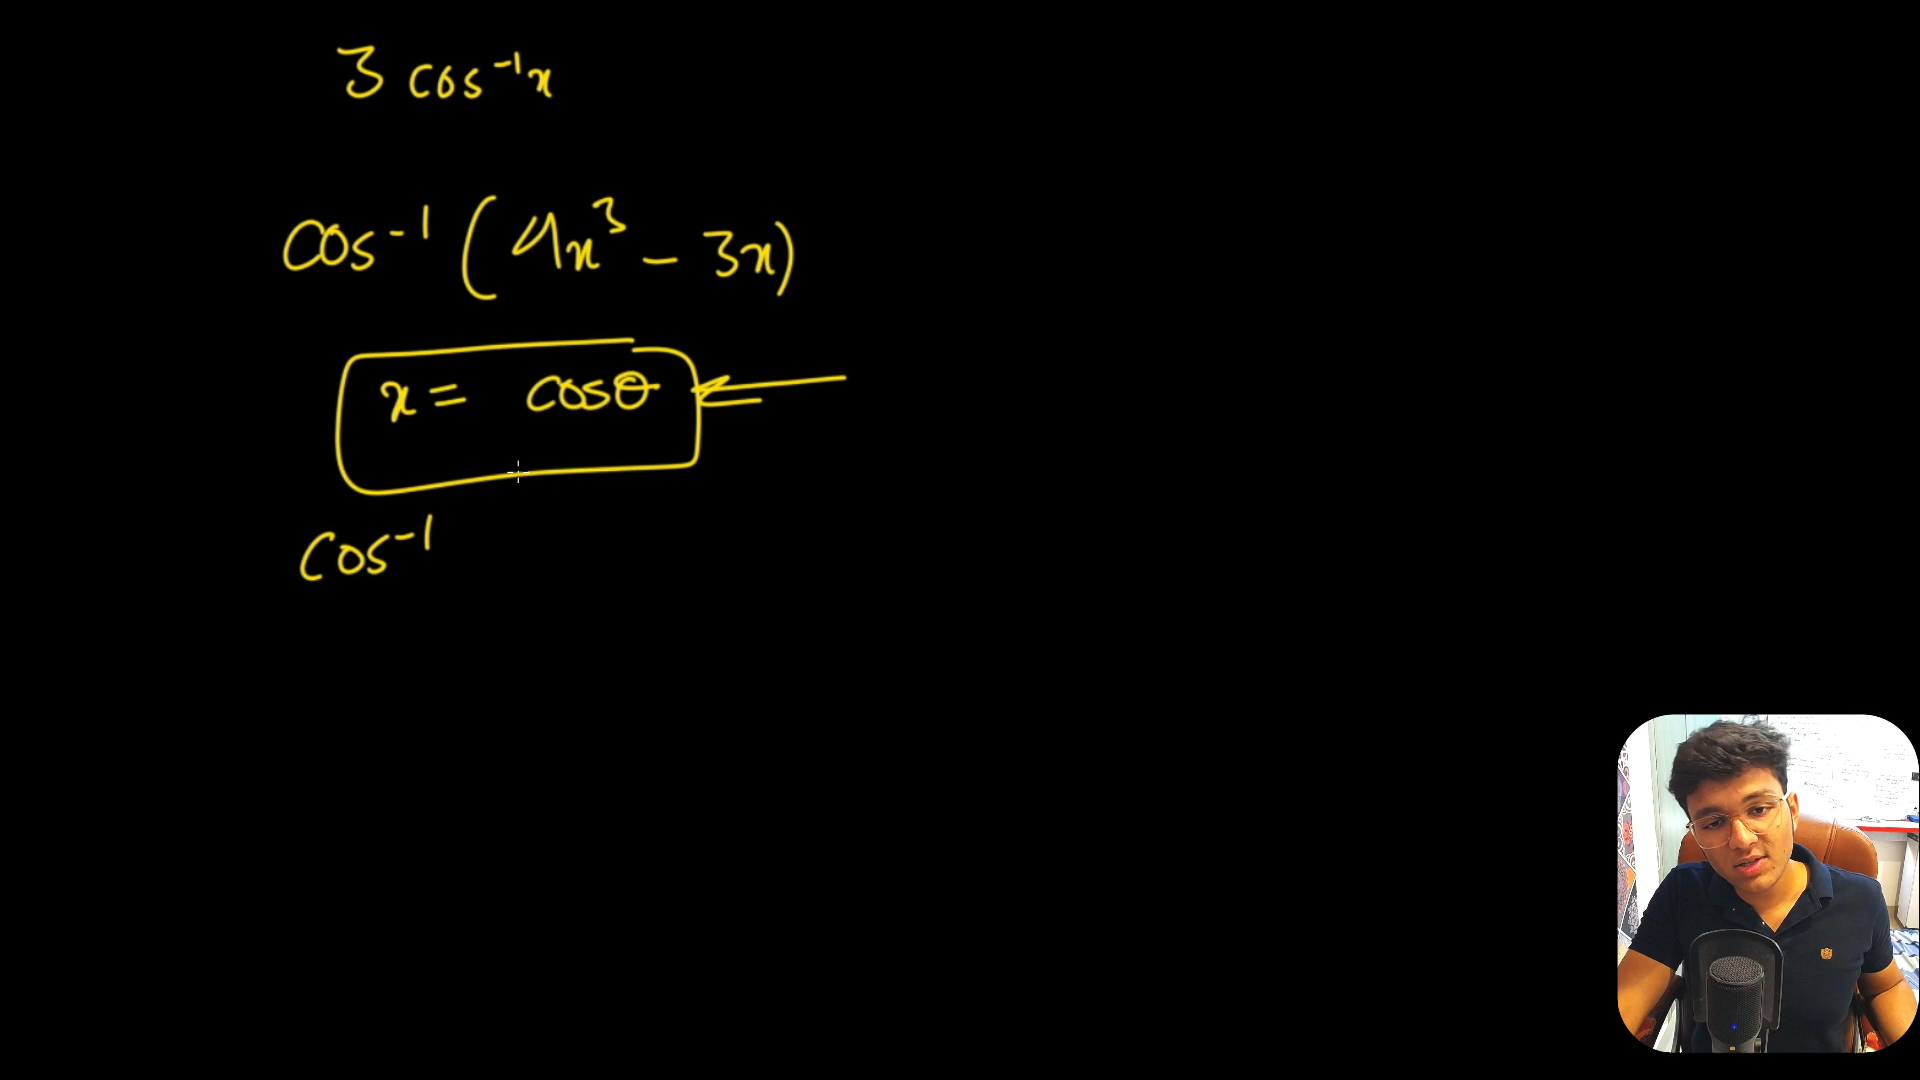 3 cos⁻¹x
cos⁻¹ (4x³ - 3x)
x = cosθ
cos⁻¹